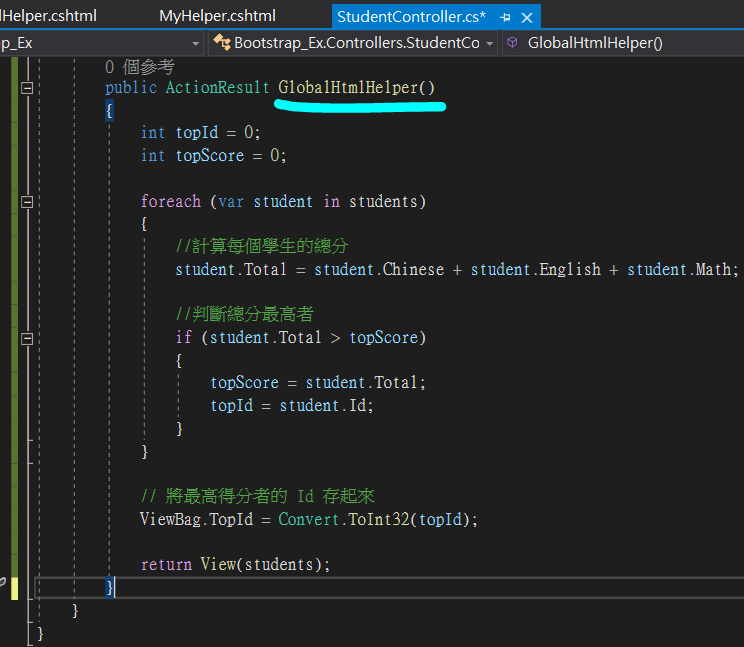 lHelper.cshtml MyHelper.cshtml StudentController.cs*
p_Ex Bootstrap_Ex.Controllers.StudentCo GlobalHtmlHelper()
0 個參考
public ActionResult GlobalHtmlHelper()
{
int topId = 0;
int topScore = 0;
foreach (var student in students)
{
//計算每個學生的總分
student.Total = student.Chinese + student.English + student.Math;
//判斷總分最高者
if (student.Total > topScore)
{
topScore = student.Total;
topId = student.Id;
}
}
// 將最高得分者的 Id 存起來
ViewBag.TopId = Convert.ToInt32(topId);
return View(students);
}
}
}